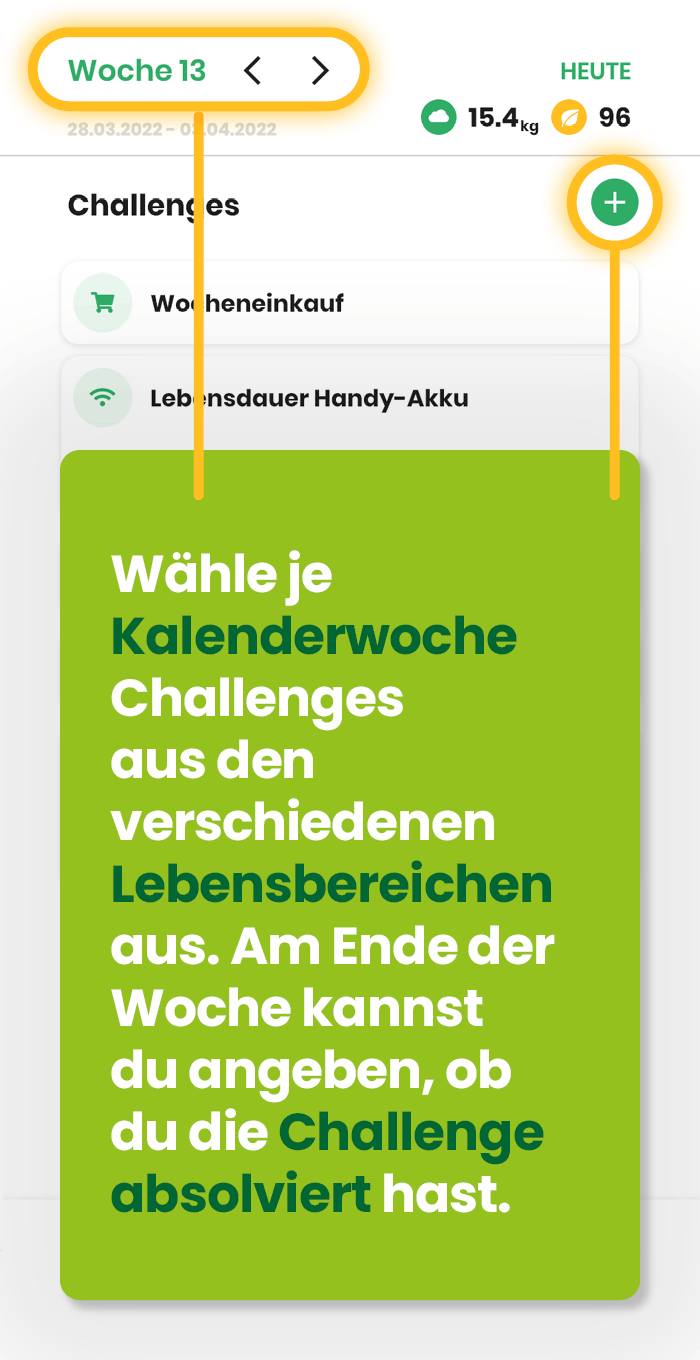 Woche 13
HEUTE
28.03.2022 - 03.04.2022
15.4kg
96
Challenges
Wocheneinkauf
Lebensdauer Handy-Akku
Wähle je
Kalenderwoche
Challenges
aus den
verschiedenen
Lebensbereichen
aus. Am Ende der
Woche kannst
du angeben, ob
du die Challenge
absolviert hast.